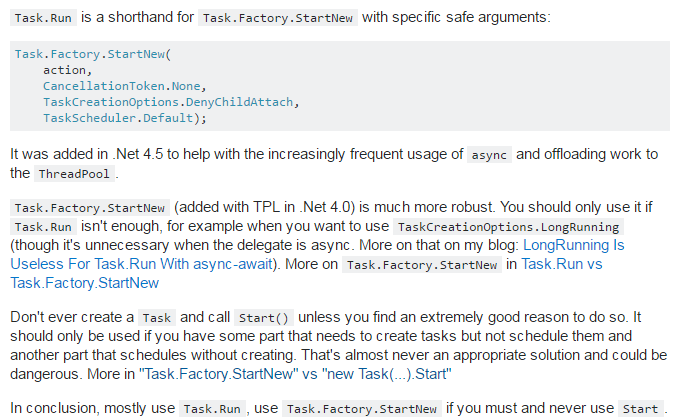 Task.Run is a shorthand for Task.Factory.StartNew with specific safe arguments:
Task.Factory.StartNew(
    action,
    CancellationToken.None,
    TaskCreationOptions.DenyChildAttach,
    TaskScheduler.Default);
It was added in .Net 4.5 to help with the increasingly frequent usage of async and offloading work to
the ThreadPool.
Task.Factory.StartNew (added with TPL in .Net 4.0) is much more robust. You should only use it if
Task.Run isn't enough, for example when you want to use TaskCreationOptions.LongRunning
(though it's unnecessary when the delegate is async. More on that on my blog: LongRunning Is
Useless For Task.Run With async-await). More on Task.Factory.StartNew in Task.Run vs
Task.Factory.StartNew
Don't ever create a Task and call Start() unless you find an extremely good reason to do so. It
should only be used if you have some part that needs to create tasks but not schedule them and
another part that schedules without creating. That's almost never an appropriate solution and could be
dangerous. More in "Task.Factory.StartNew" vs "new Task(...).Start"
In conclusion, mostly use Task.Run, use Task.Factory.StartNew if you must and never use Start.